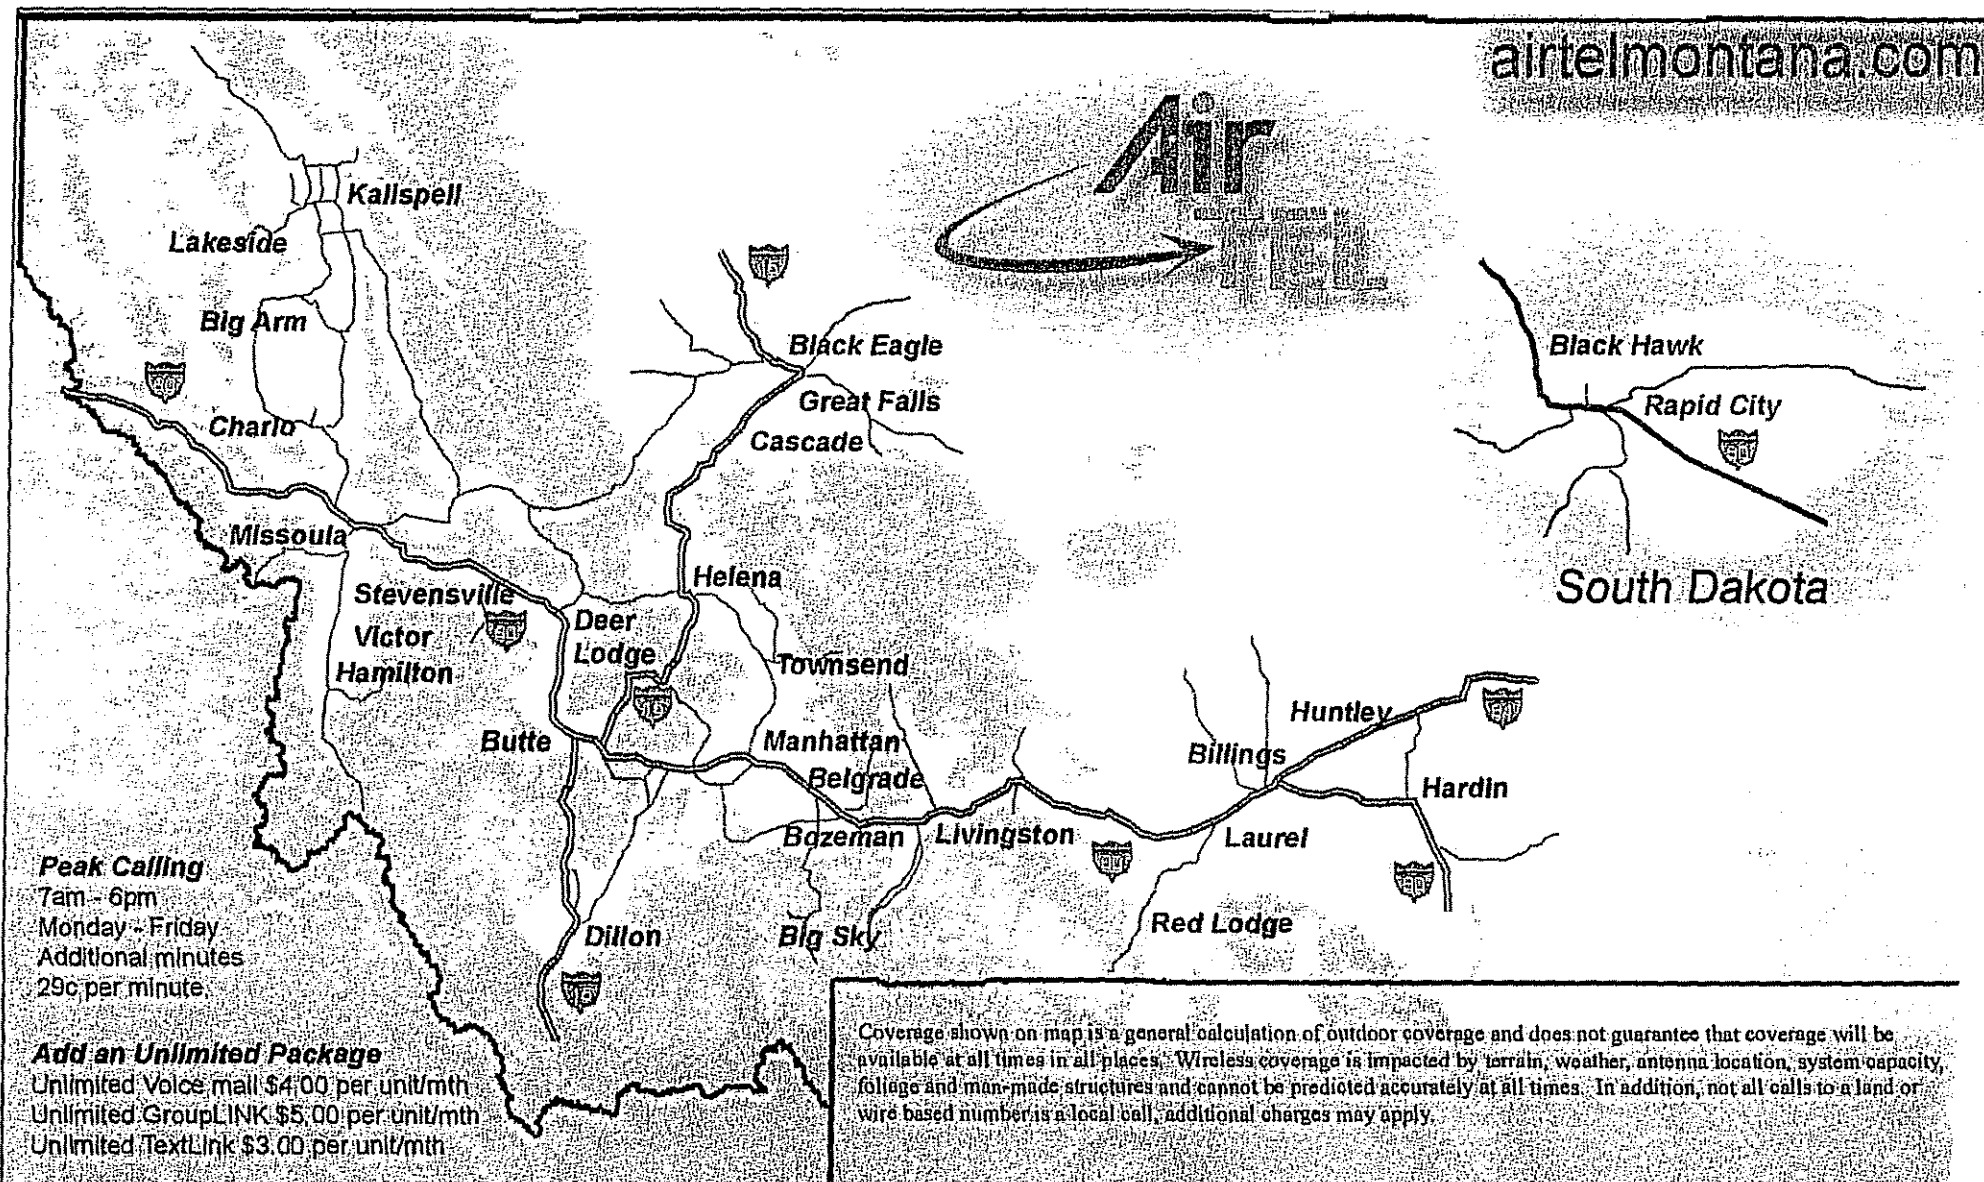 airtelmontana.com
Air
TEL
Kalispell
Lakeside
Big Arm
15
Black Eagle
Black Hawk
90
Great Falls
Rapid City
Charlo
Cascade
90
Missoula
Helena
South Dakota
Stevensville
Deer
Lodge
Victor
Townsend
Hamilton
Huntley
Butte
Manhattan
Billings
Belgrade
Hardin
Bozeman
Livingston
Laurel
90
90
Red Lodge
Dillon
Big Sky
15
Peak Calling
7am - 6pm
Monday - Friday
Additional minutes
29c per minute.
Add an Unlimited Package
Unlimited Voice mail $4.00 per unit/mth
Unlimited GroupLINK $5.00 per unit/mth
Unlimited TextLink $3.00 per unit/mth
Coverage shown on map is a general calculation of outdoor coverage and does not guarantee that coverage will be
available at all times in all places. Wireless coverage is impacted by terrain, weather, antenna location, system capacity,
foliage and man-made structures and cannot be predicted accurately at all times. In addition, not all calls to a land or
wire based number is a local call, additional charges may apply.